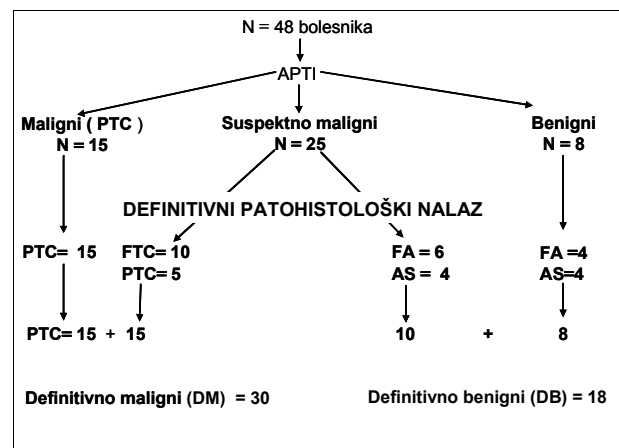 N = 48 bolesnika
APTI
Maligni ( PTC ) Suspektno maligni Benigni
N = 15 N = 25 N = 8
DEFINITIVNI PATOHISTOLOŠKI NALAZ
PTC= 15 FTC= 10 FA = 6 FA =4
PTC= 5 AS = 4 AS=4
PTC= 15 + 15 10 + 8
Definitivno maligni (DM) = 30 Definitivno benigni (DB) = 18